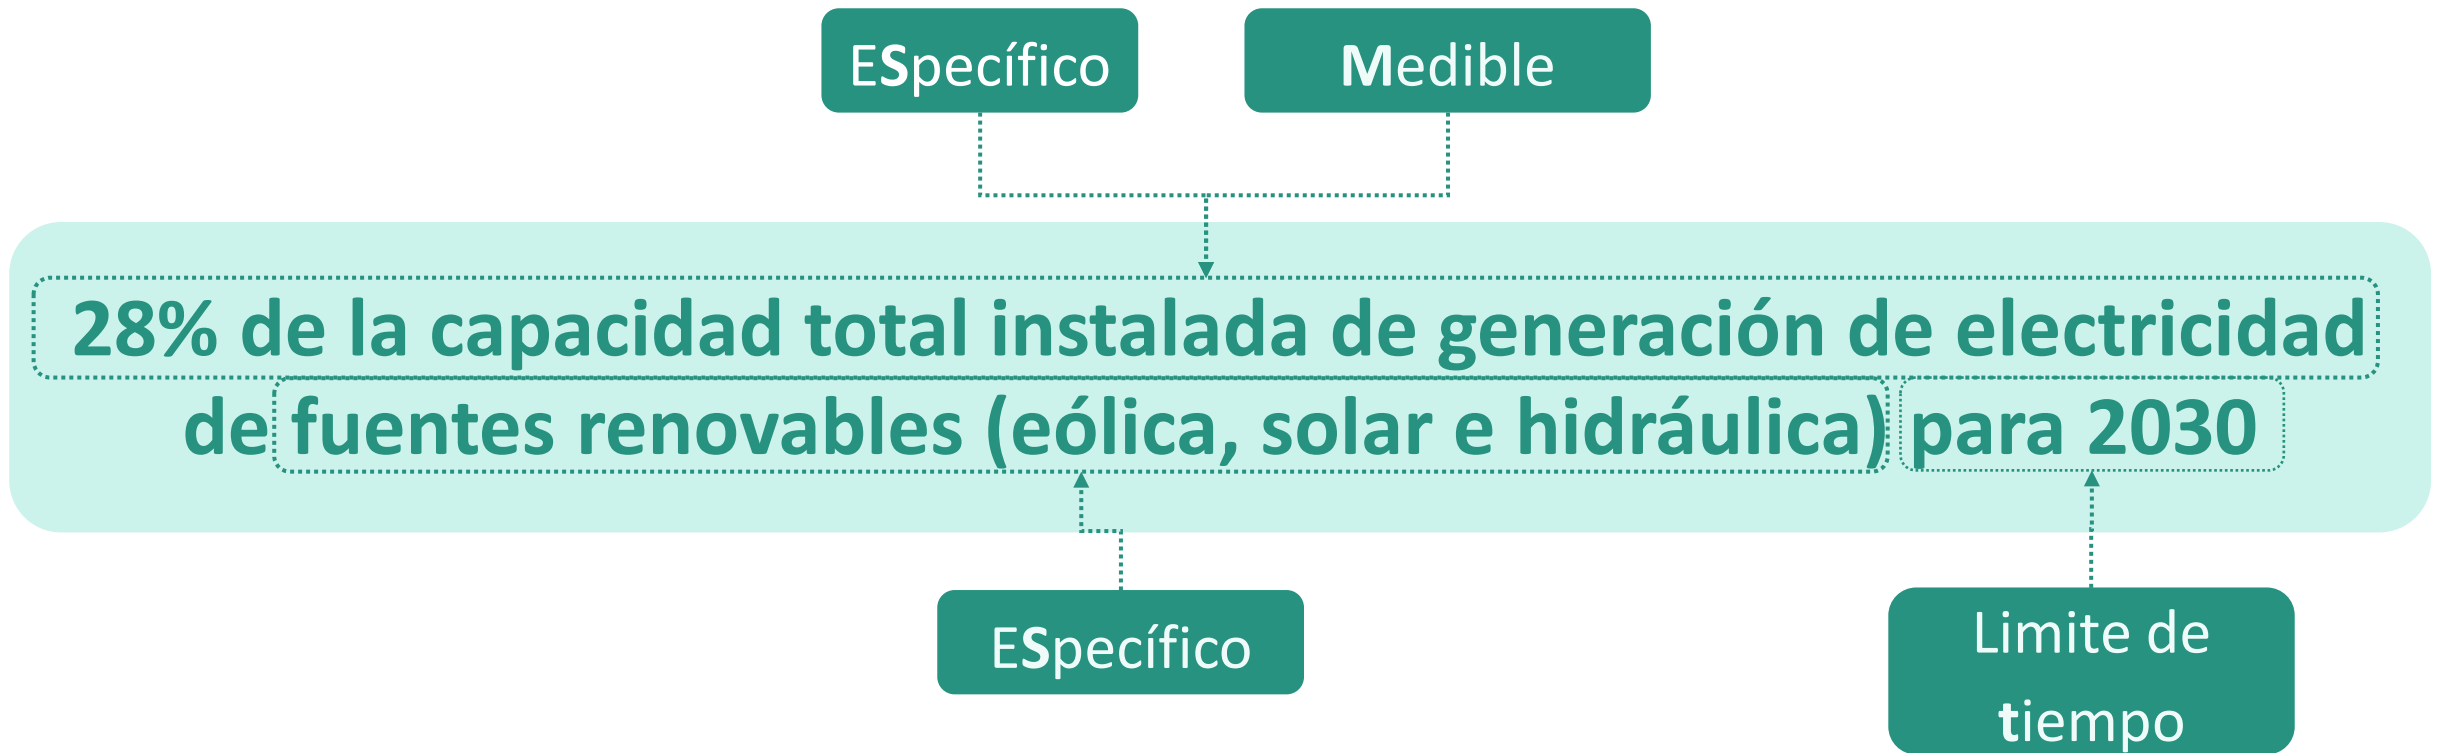 ESpecífico
Medible
28% de la capacidad total instalada de generación de electricidad
de fuentes renovables (eólica, solar e hidráulica) para 2030
ESpecífico
Limite de
tiempo